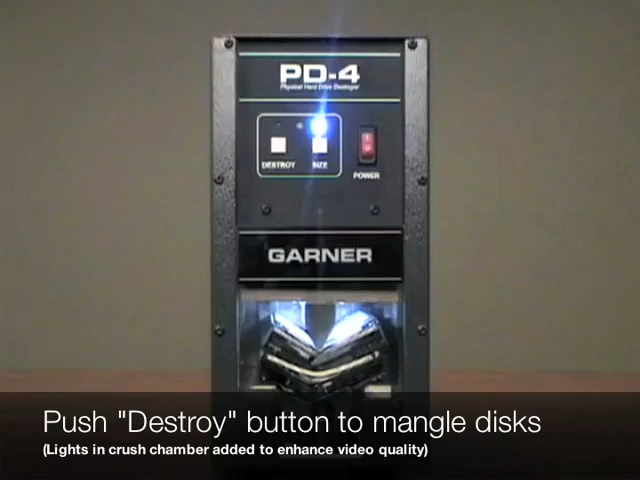 PD-4
Physical Hard Drive Destroyer
DESTROY
SIZE
POWER
GARNER
Push "Destroy" button to mangle disks
(Lights in crush chamber added to enhance video quality)